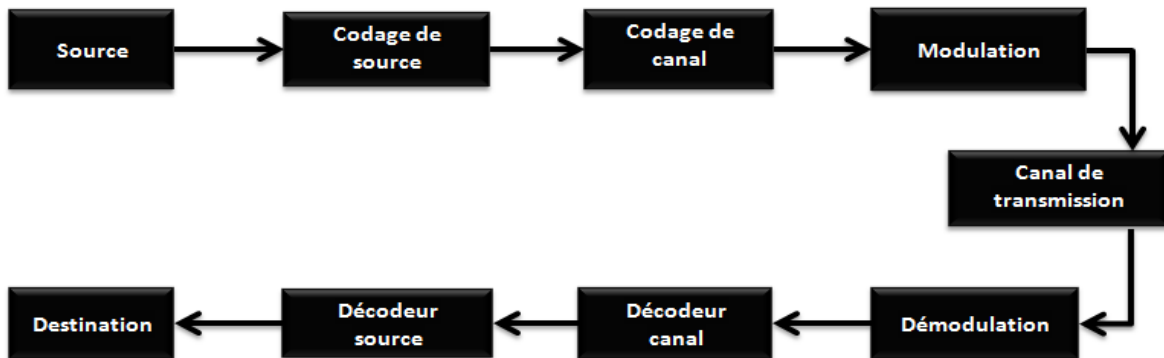 Source
Codage de
source
Codage de
canal
Modulation
Canal de
transmission
Démodulation
Décodeur
canal
Décodeur
source
Destination